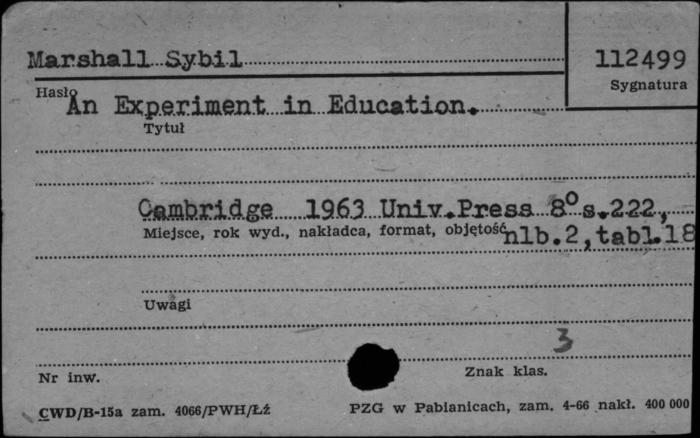 Marshall Sybil
112499
Hasło
Sygnatura
An Experiment in Education.
Tytuł
Cambridge 1963 Univ.Press 8° s.222,
Miejsce, rok wyd., nakładca, format, objętość
nlb.2, tabl.18
Uwagi
3
Nr inw.
Znak klas.
CWD/B-15a zam. 4066/PWH/Łź
PZG w Pabianicach, zam. 4-66 nakł. 400 000